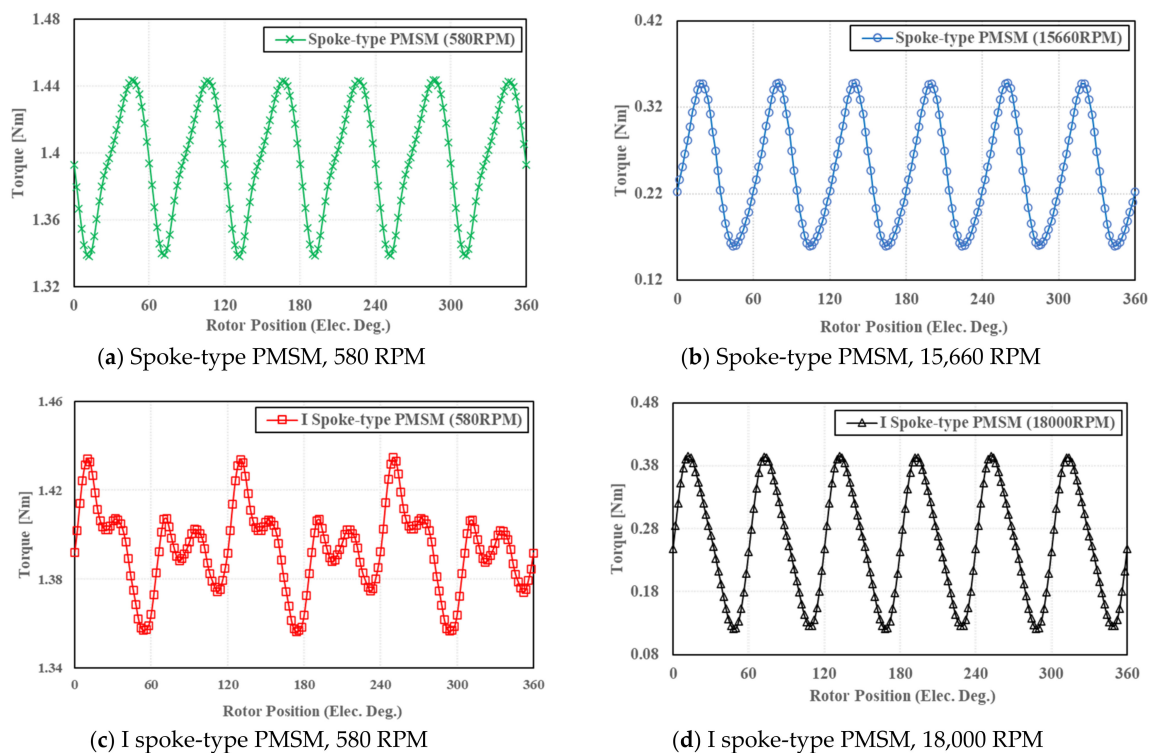 1.48
1.44
1.4
1.36
1.32
Torque [Nm]
Spoke-type PMSM (580RPM)
0 60 120 180 240 300 360
Rotor Position (Elec. Deg.)
(a) Spoke-type PMSM, 580 RPM
0.42
0.32
0.22
0.12
Torque [Nm]
Spoke-type PMSM (15660RPM)
0 60 120 180 240 300 360
Rotor Position (Elec. Deg.)
(b) Spoke-type PMSM, 15,660 RPM
1.46
1.42
1.38
1.34
Torque [Nm]
I Spoke-type PMSM (580RPM)
0 60 120 180 240 300 360
Rotor Position (Elec. Deg.)
(c) I spoke-type PMSM, 580 RPM
0.48
0.38
0.28
0.18
0.08
Torque [Nm]
I Spoke-type PMSM (18000RPM)
0 60 120 180 240 300 360
Rotor Position (Elec. Deg.)
(d) I spoke-type PMSM, 18,000 RPM